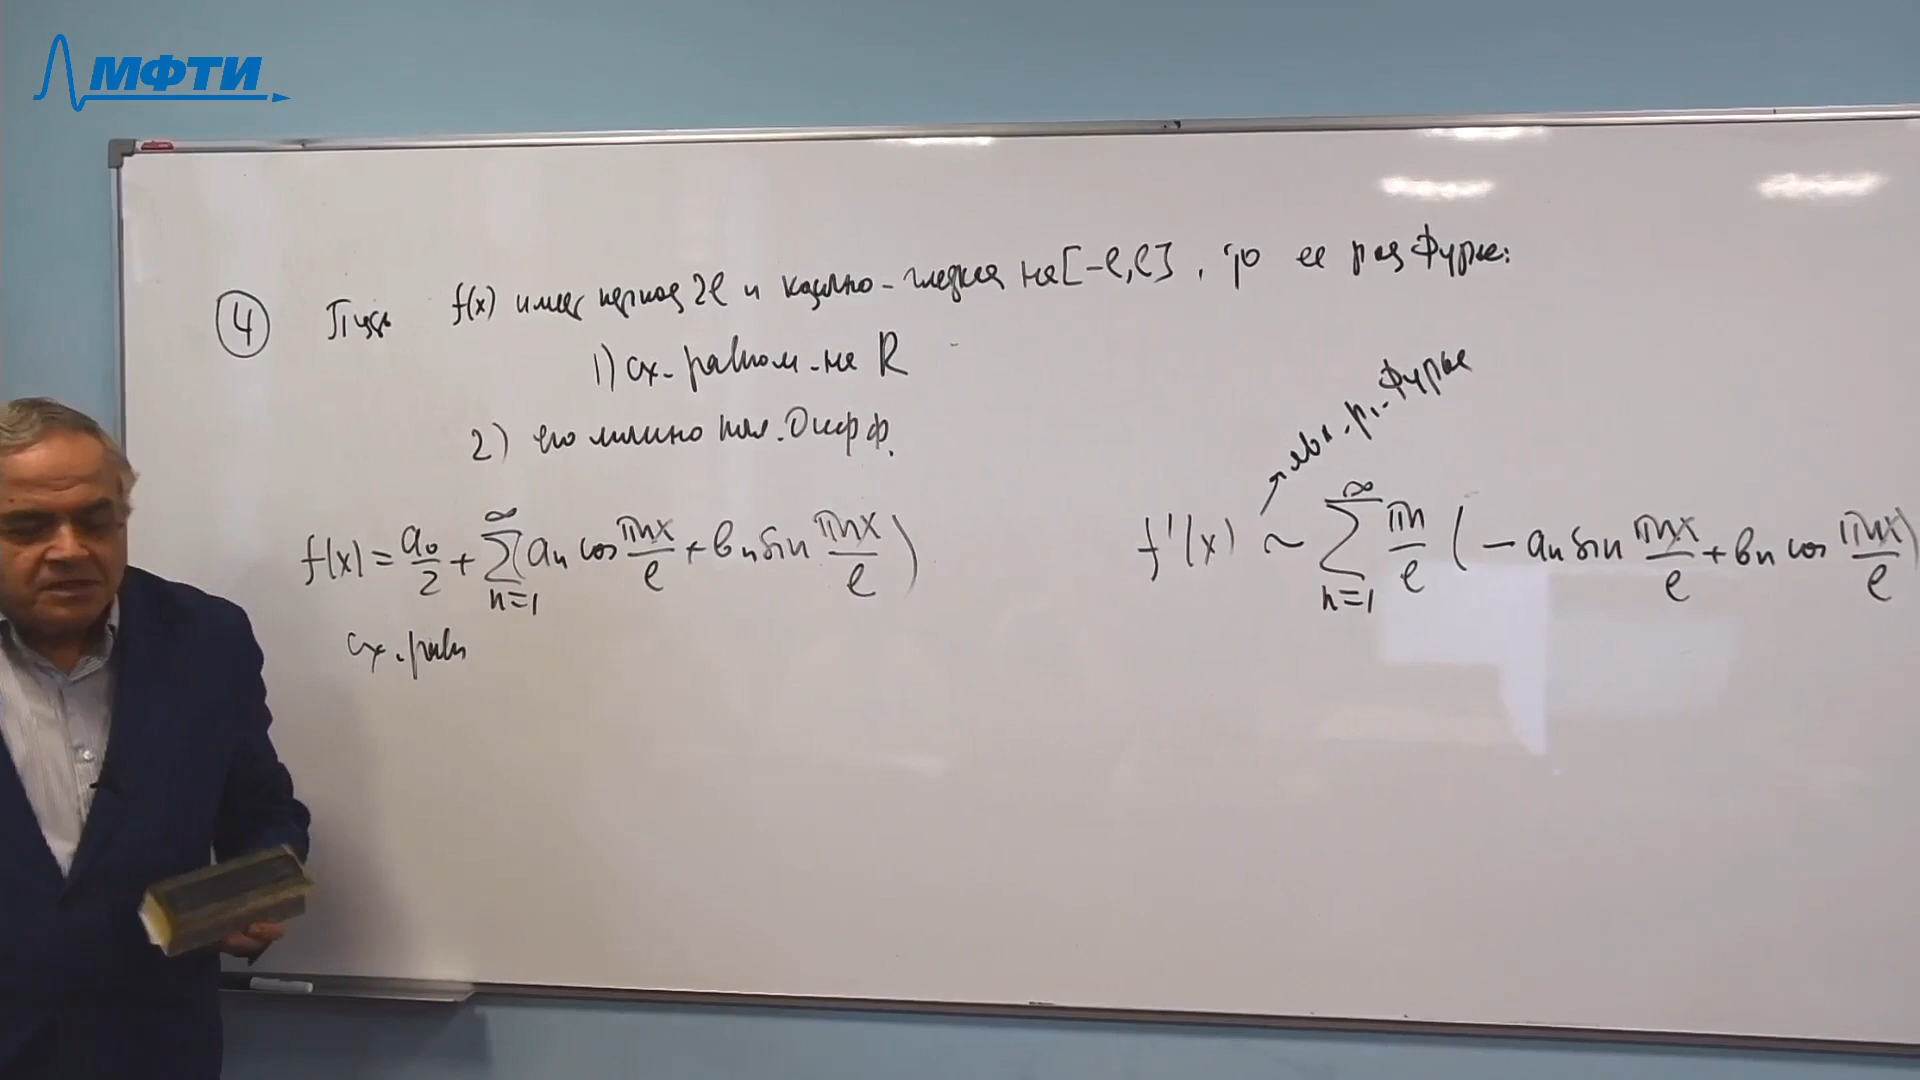 МФТИ
④ Пусть f(x) имеет период 2l и кусочно-гладкая на [-l, l], то ее ряд Фурье:
1) сх. равном. на R
2) его можно поч. дифф.
яв. р. Фурье
f(x) = a₀/2 + ∑_{n=1}^{∞} (aₙ cos πnx/l + bₙ sin πnx/l)
f'(x) ~ ∑_{n=1}^{∞} πn/l (- aₙ sin πnx/l + bₙ cos πnx/l)
сх. равн